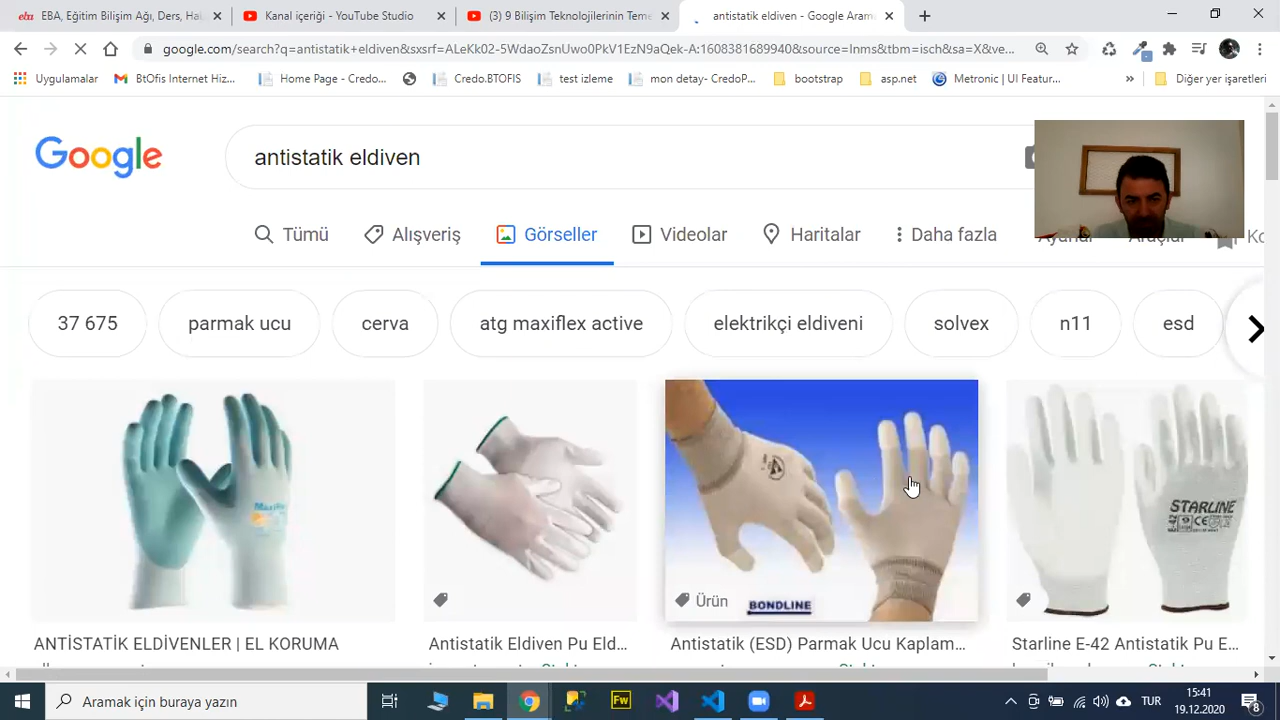 EBA, Eğitim Bilişim Ağı, Ders, Hak
Kanal içeriği - YouTube Studio
(3) 9 Bilişim Teknolojilerinin Teme
antistatik eldiven - Google Aram
google.com/search?q=antistatik+eldiven&sxsrf=ALeKk02-5WdaoZsnUwo0PkV1EzN9aQek-A:1608381689940&source=lnms&tbm=isch&sa=X&ve...
Uygulamalar
BtOfis Internet Hiz...
Home Page - Credo...
Credo.BTOFIS
test izleme
mon detay- CredoP...
bootstrap
asp.net
Metronic | UI Featur...
»
Diğer yer işaretleri
Google
antistatik eldiven
Tümü
Alışveriş
Görseller
Videolar
Haritalar
Daha fazla
37 675
parmak ucu
cerva
atg maxiflex active
elektrikçi eldiveni
solvex
n11
esd
Ürün
BONDLINE
STARLINE
ANTİSTATİK ELDİVENLER | EL KORUMA
Antistatik Eldiven Pu Eld...
Antistatik (ESD) Parmak Ucu Kaplam...
Starline E-42 Antistatik Pu E...
Aramak için buraya yazın
Fw
TUR
15:41
19.12.2020
8